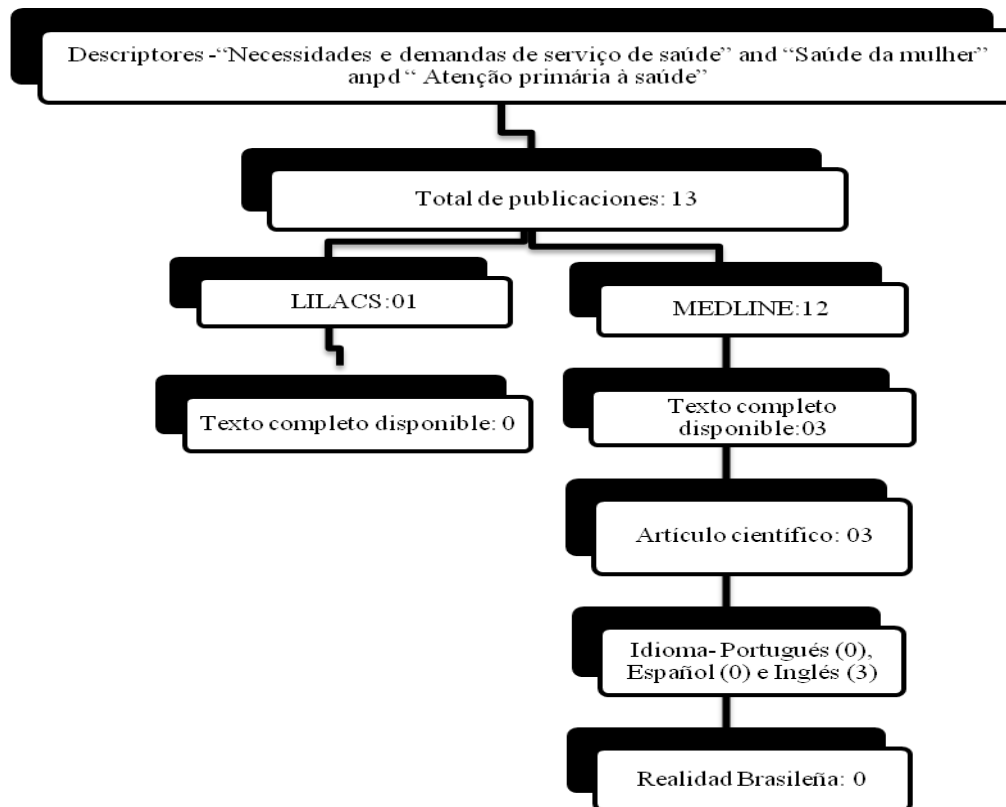 Descriptores -“Necessidades e demandas de serviço de saúde” and “Saúde da mulher”
anpd “ Atenção primária à saúde”
Total de publicaciones: 13
LILACS:01
MEDLINE:12
Texto completo disponible: 0
Texto completo
disponible:03
Artículo científico: 03
Idioma- Portugués (0),
Español (0) e Inglés (3)
Realidad Brasileña: 0